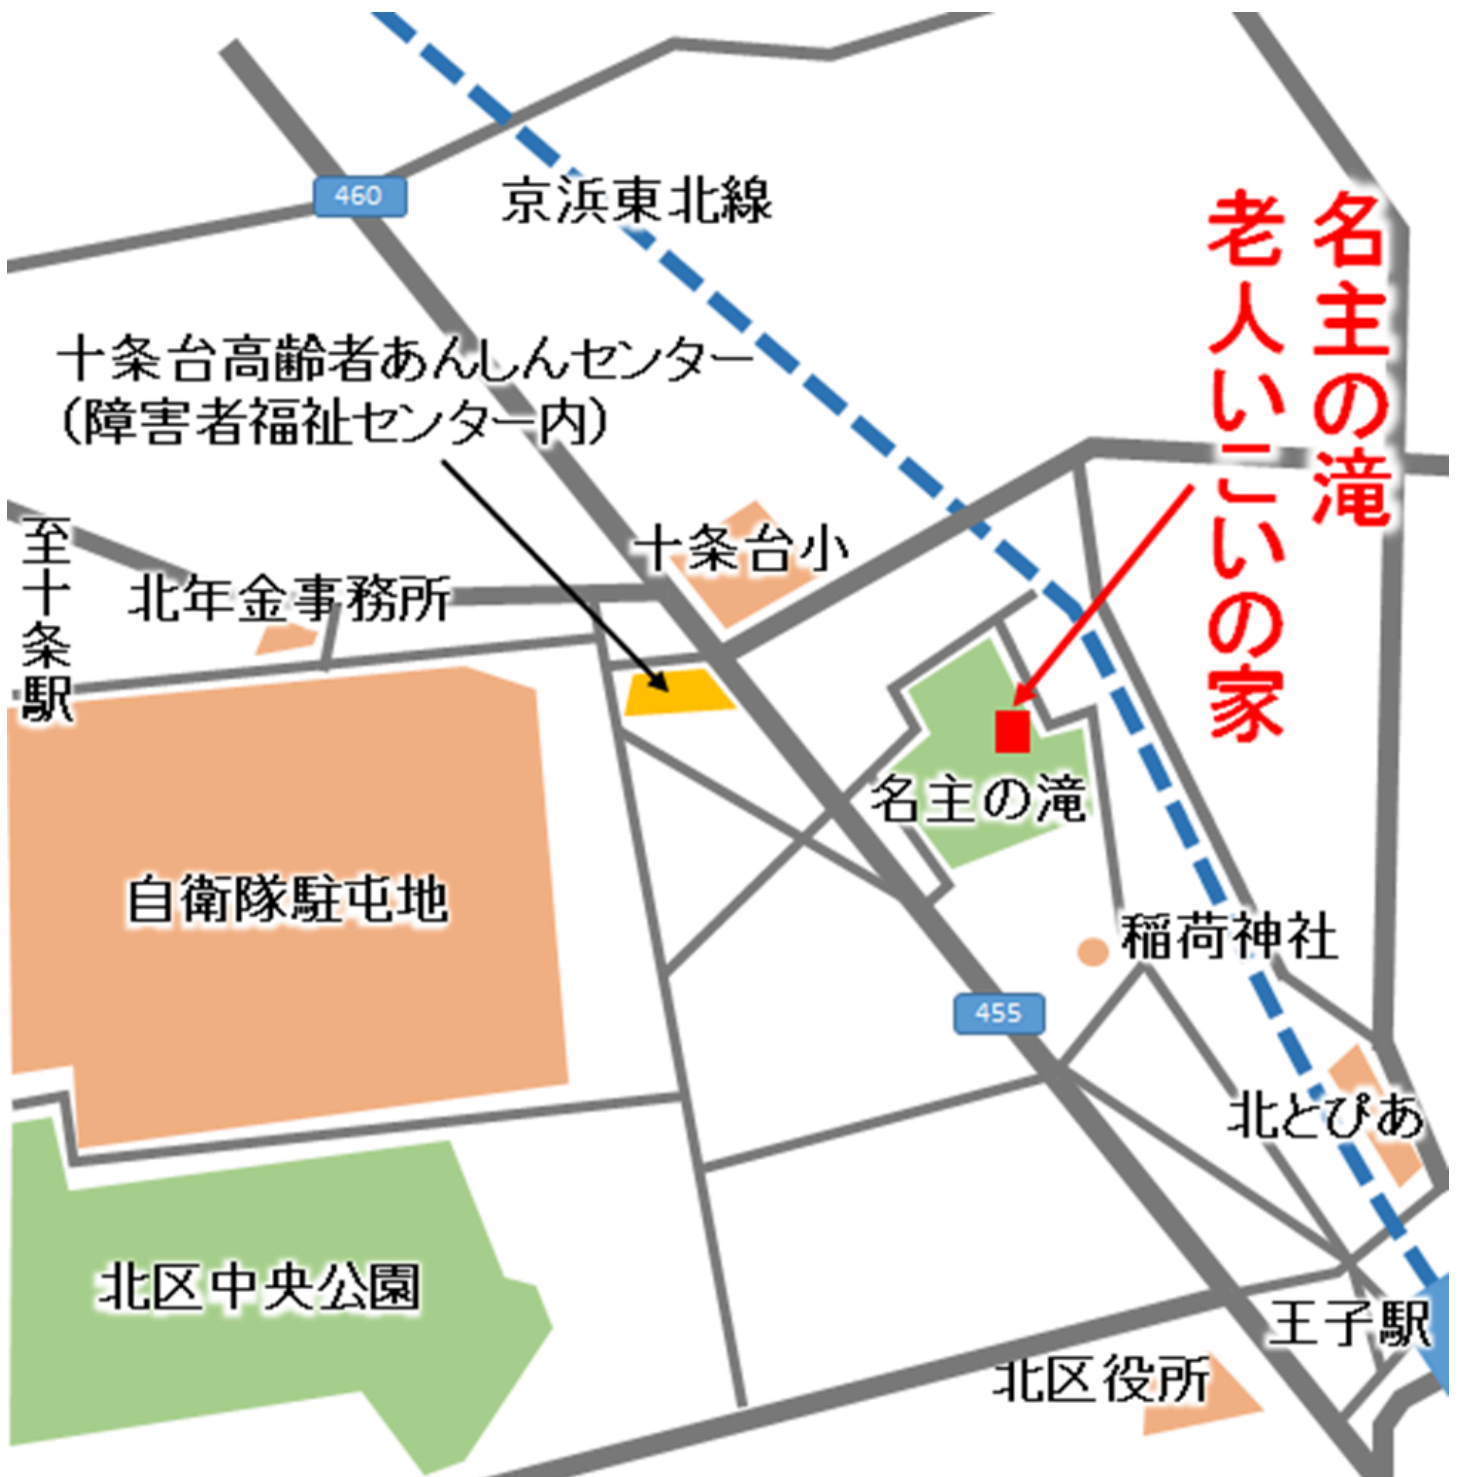 460
京浜東北線
名主の滝
老人いこいの家
十条台高齢者あんしんセンター
（障害者福祉センター内）
至十条駅
十条台小
北年金事務所
名主の滝
自衛隊駐屯地
稲荷神社
455
北とぴあ
北区中央公園
王子駅
北区役所